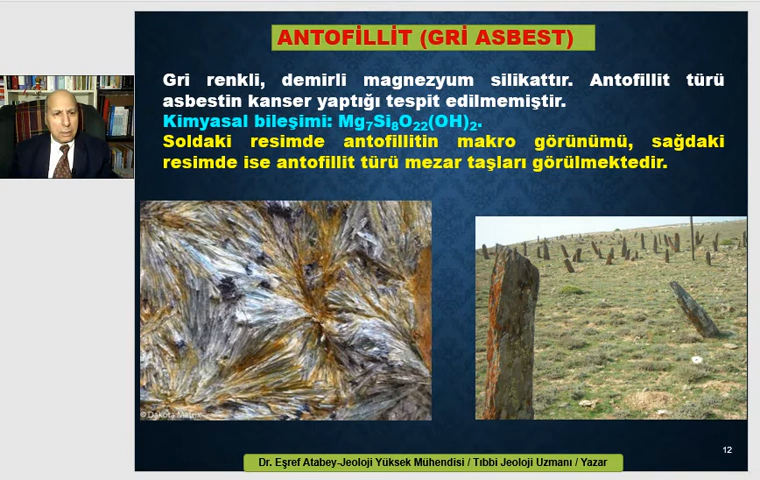 ANTOFİLLİT (GRİ ASBEST)
Gri renkli, demirli magnezyum silikattır. Antofillit türü
asbestin kanser yaptığı tespit edilmemiştir.
Kimyasal bileşimi: Mg₇Si₈O₂₂(OH)₂.
Soldaki resimde antofillitin makro görünümü, sağdaki
resimde ise antofillit türü mezar taşları görülmektedir.
© Dakota Matrix
12
Dr. Eşref Atabey-Jeoloji Yüksek Mühendisi / Tıbbi Jeoloji Uzmanı / Yazar